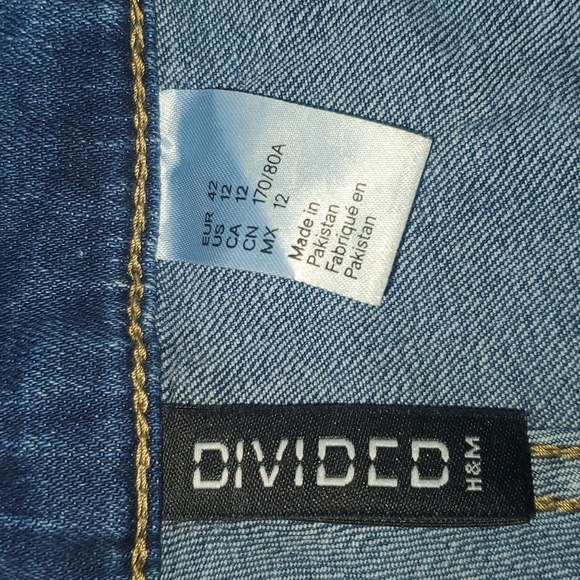 EUR 42
US 12
CA 12
CN 170/80A
MX 12
Made in
Pakistan
Fabriqué en
Pakistan
DIVIDED
H&M